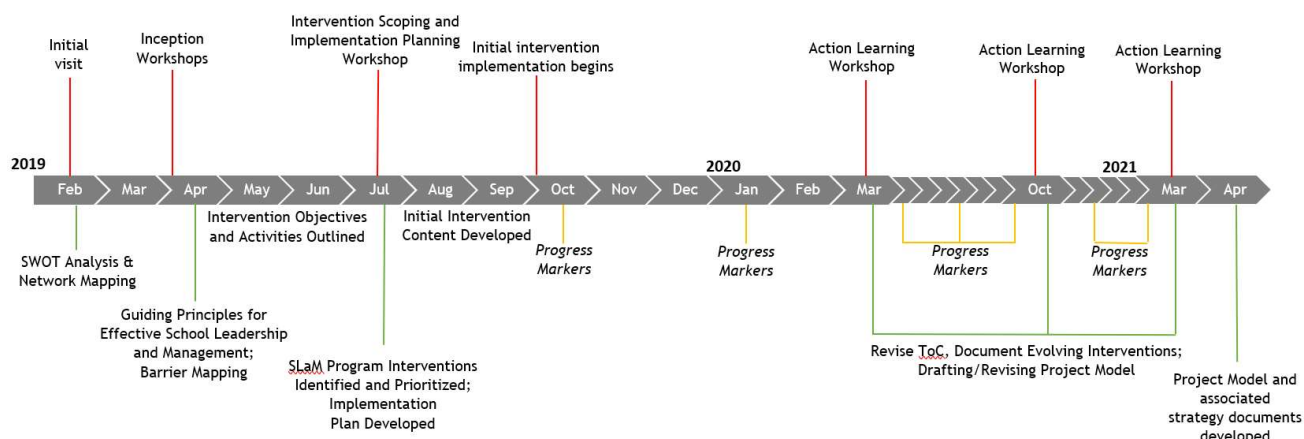 Initial
visit
Inception
Workshops
Intervention Scoping and
Implementation Planning
Workshop
Initial intervention
implementation begins
Action Learning
Workshop
Action Learning
Workshop
Action Learning
Workshop
2019
2020
2021
Feb
Mar
Apr
May
Jun
Jul
Aug
Sep
Oct
Nov
Dec
Jan
Feb
Mar
Oct
Mar
Apr
SWOT Analysis &
Network Mapping
Guiding Principles for
Effective School Leadership
and Management;
Barrier Mapping
Intervention Objectives
and Activities Outlined
SLaM Program Interventions
Identified and Prioritized;
Implementation
Plan Developed
Initial Intervention
Content Developed
Progress
Markers
Progress
Markers
Progress
Markers
Progress
Markers
Revise ToC, Document Evolving Interventions;
Drafting/Revising Project Model
Project Model and
associated
strategy documents
developed